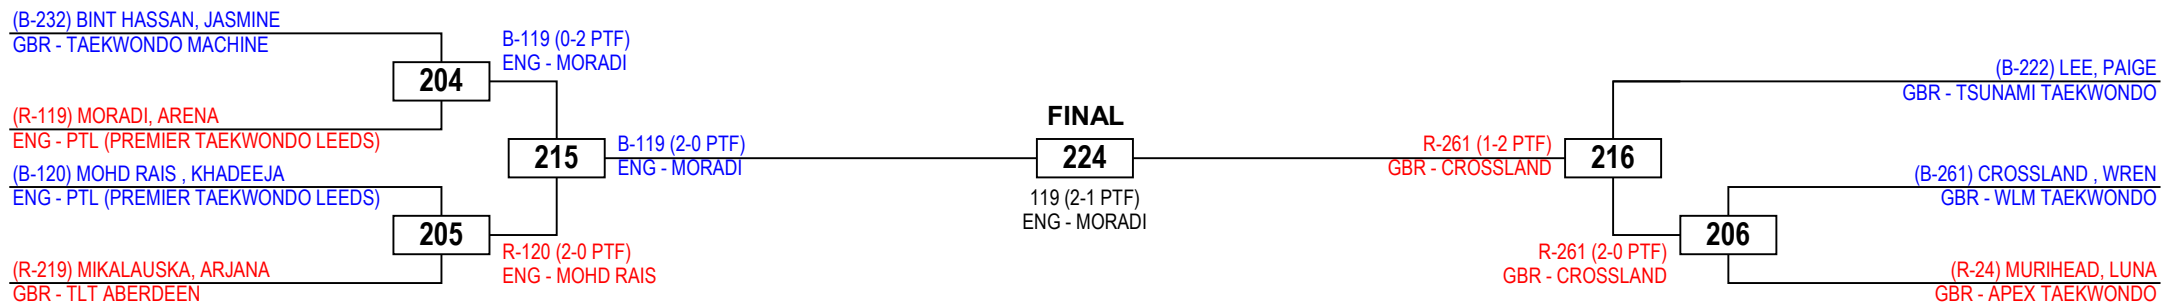 (B-232) BINT HASSAN, JASMINE
GBR - TAEKWONDO MACHINE
204
(R-119) MORADI, ARENA
ENG - PTL (PREMIER TAEKWONDO LEEDS)
(B-120) MOHD RAIS , KHADEEJA
ENG - PTL (PREMIER TAEKWONDO LEEDS)
205
(R-219) MIKALAUSKA, ARJANA
GBR - TLT ABERDEEN
B-119 (0-2 PTF)
ENG - MORADI
215
R-120 (2-0 PTF)
ENG - MOHD RAIS
B-119 (2-0 PTF)
ENG - MORADI
FINAL
224
119 (2-1 PTF)
ENG - MORADI
R-261 (1-2 PTF)
GBR - CROSSLAND
216
R-261 (2-0 PTF)
GBR - CROSSLAND
(B-222) LEE, PAIGE
GBR - TSUNAMI TAEKWONDO
(B-261) CROSSLAND , WREN
GBR - WLM TAEKWONDO
206
(R-24) MURIHEAD, LUNA
GBR - APEX TAEKWONDO